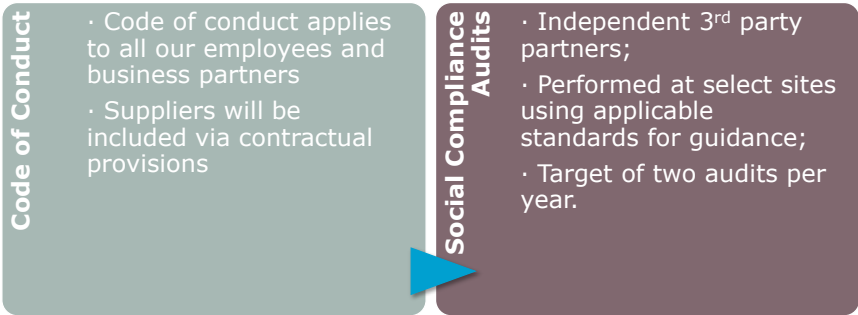 Code of Conduct
· Code of conduct applies
to all our employees and
business partners
· Suppliers will be
included via contractual
provisions
Social Compliance
Audits
· Independent 3rd party
partners;
· Performed at select sites
using applicable
standards for guidance;
· Target of two audits per
year.